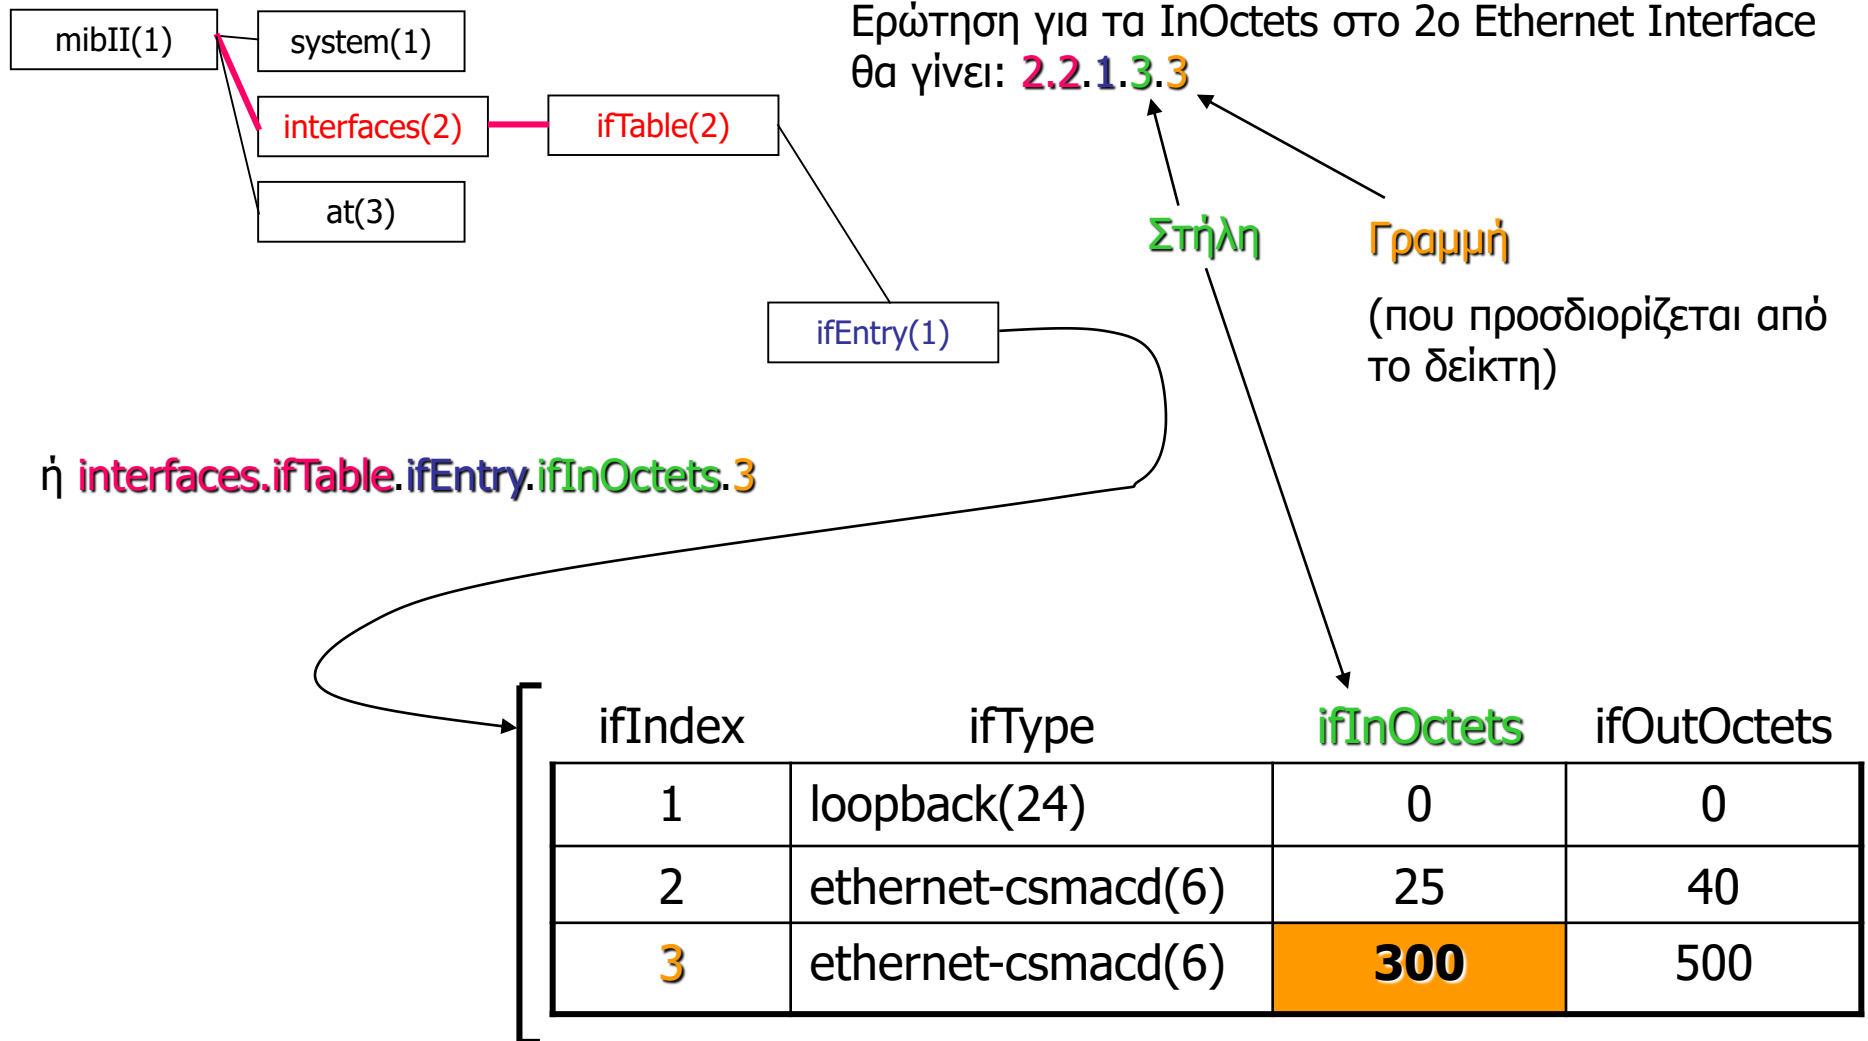 mibII(1)
system(1)
interfaces(2)
ifTable(2)
at(3)
ifEntry(1)
Ερώτηση για τα InOctets στο 2ο Ethernet Interface
θα γίνει: 2.2.1.3.3
Στήλη
Γραμμή
(που προσδιορίζεται από
το δείκτη)
ή interfaces.ifTable.ifEntry.ifInOctets.3
ifIndex ifType ifInOctets ifOutOctets
1 loopback(24) 0 0
2 ethernet-csmacd(6) 25 40
3 ethernet-csmacd(6) 300 500